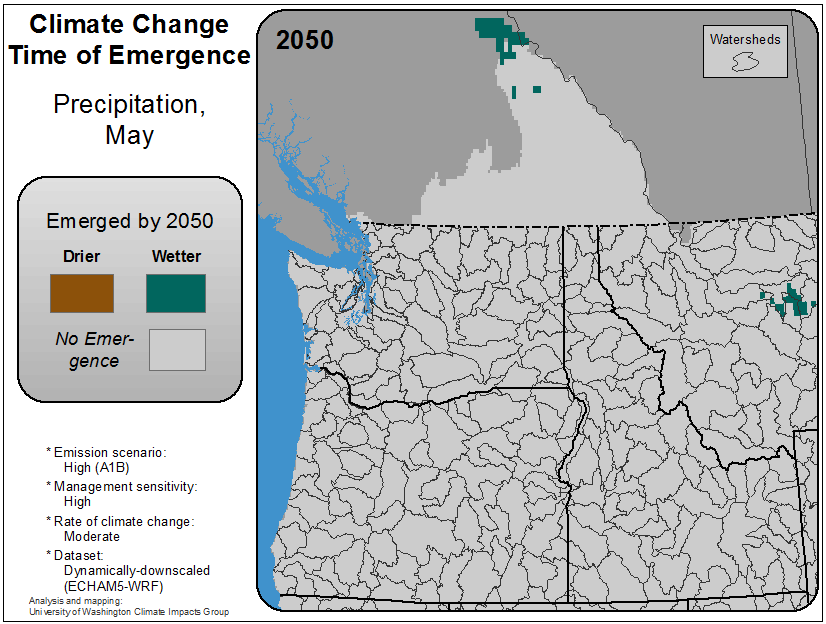 Climate Change
Time of Emergence
Precipitation,
May
Emerged by 2050
Drier
Wetter
No Emer-
gence
* Emission scenario:
High (A1B)
* Management sensitivity:
High
* Rate of climate change:
Moderate
* Dataset:
Dynamically-downscaled
(ECHAM5-WRF)
Analysis and mapping:
University of Washington Climate Impacts Group
2050
Watersheds